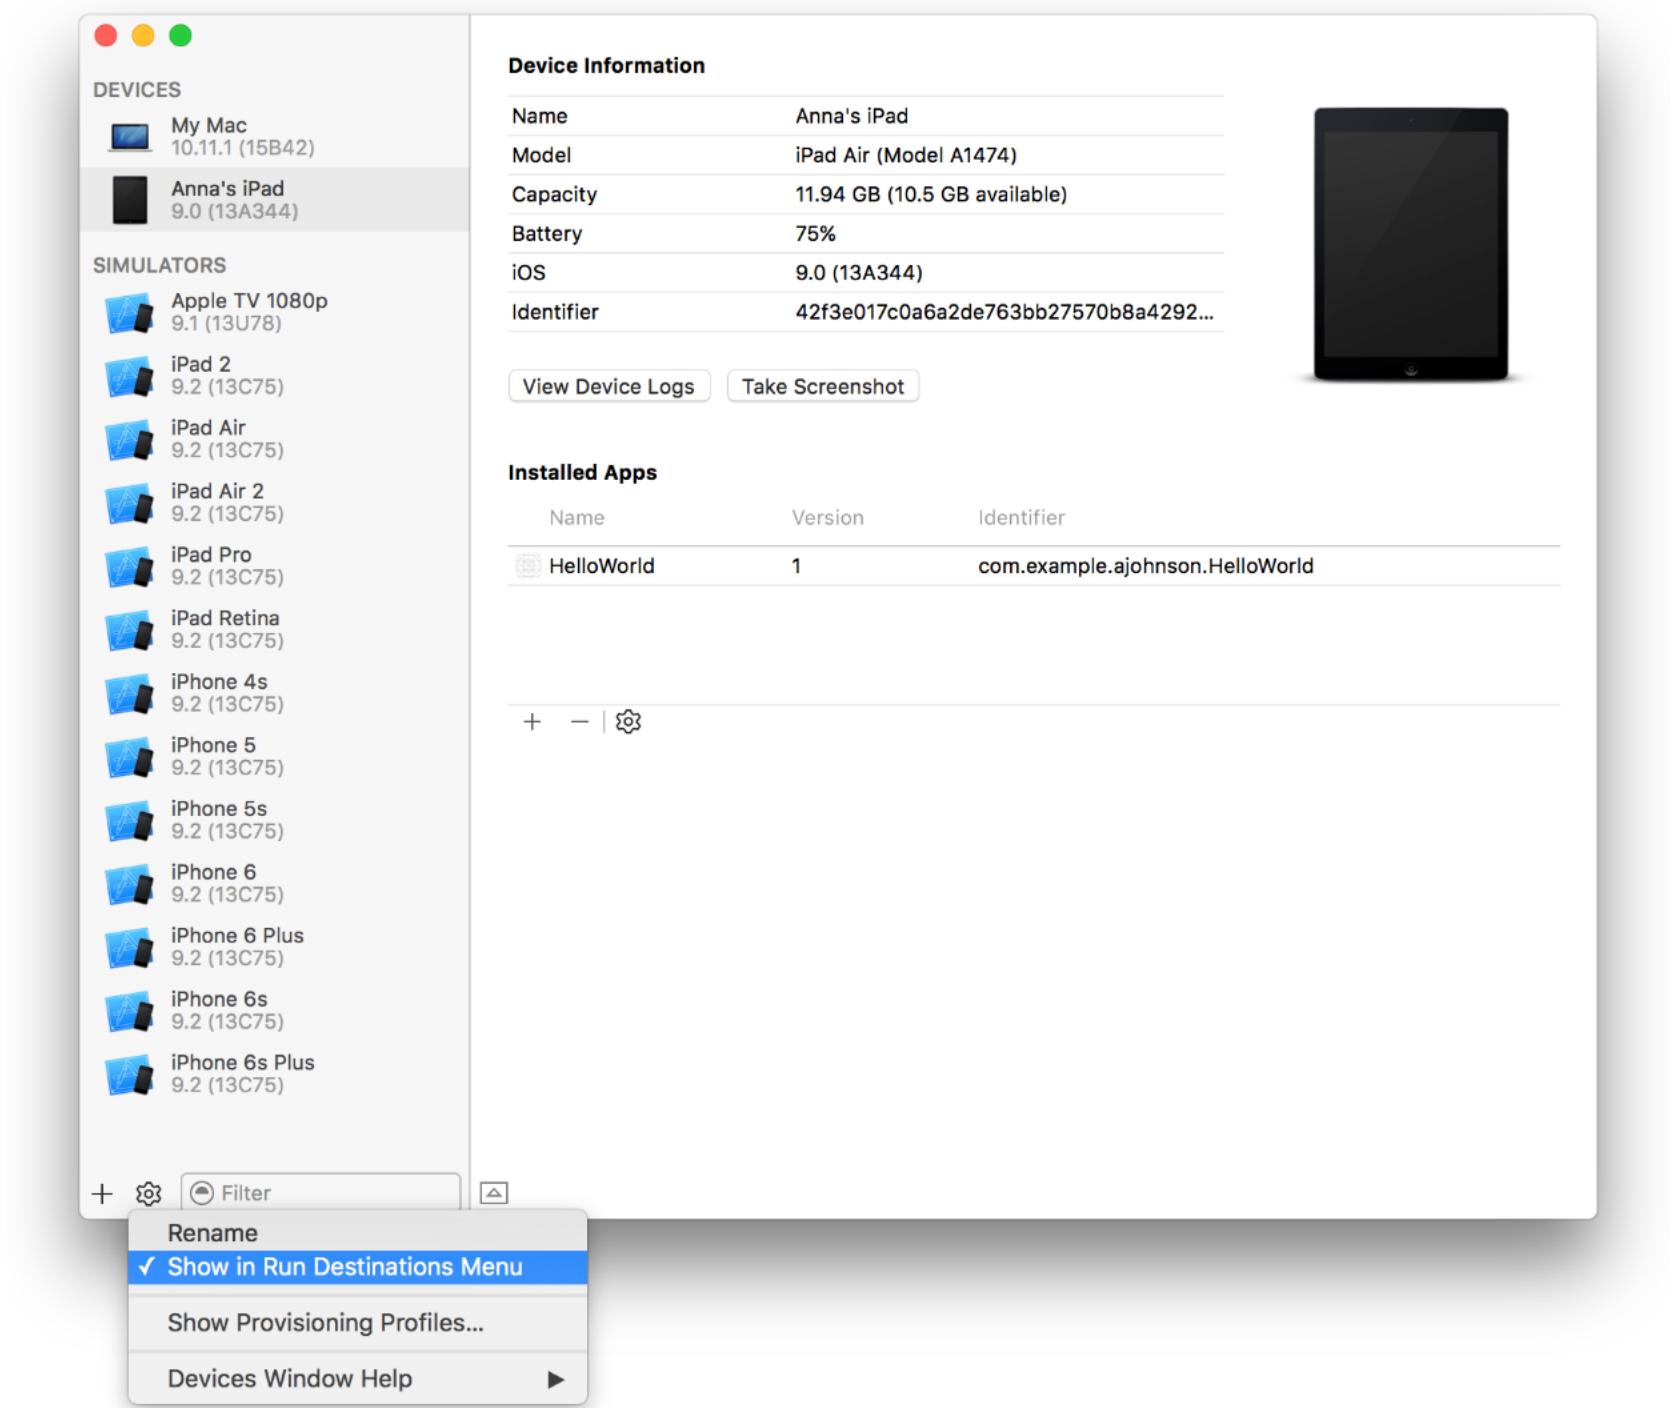 DEVICES
My Mac
10.11.1 (15B42)
Anna's iPad
9.0 (13A344)
SIMULATORS
Apple TV 1080p
9.1 (13U78)
iPad 2
9.2 (13C75)
iPad Air
9.2 (13C75)
iPad Air 2
9.2 (13C75)
iPad Pro
9.2 (13C75)
iPad Retina
9.2 (13C75)
iPhone 4s
9.2 (13C75)
iPhone 5
9.2 (13C75)
iPhone 5s
9.2 (13C75)
iPhone 6
9.2 (13C75)
iPhone 6 Plus
9.2 (13C75)
iPhone 6s
9.2 (13C75)
iPhone 6s Plus
9.2 (13C75)
Filter
Rename
✓ Show in Run Destinations Menu
Show Provisioning Profiles...
Devices Window Help
Device Information
Name Anna's iPad
Model iPad Air (Model A1474)
Capacity 11.94 GB (10.5 GB available)
Battery 75%
iOS 9.0 (13A344)
Identifier 42f3e017c0a6a2de763bb27570b8a4292...
View Device Logs Take Screenshot
Installed Apps
Name Version Identifier
HelloWorld 1 com.example.ajohnson.HelloWorld